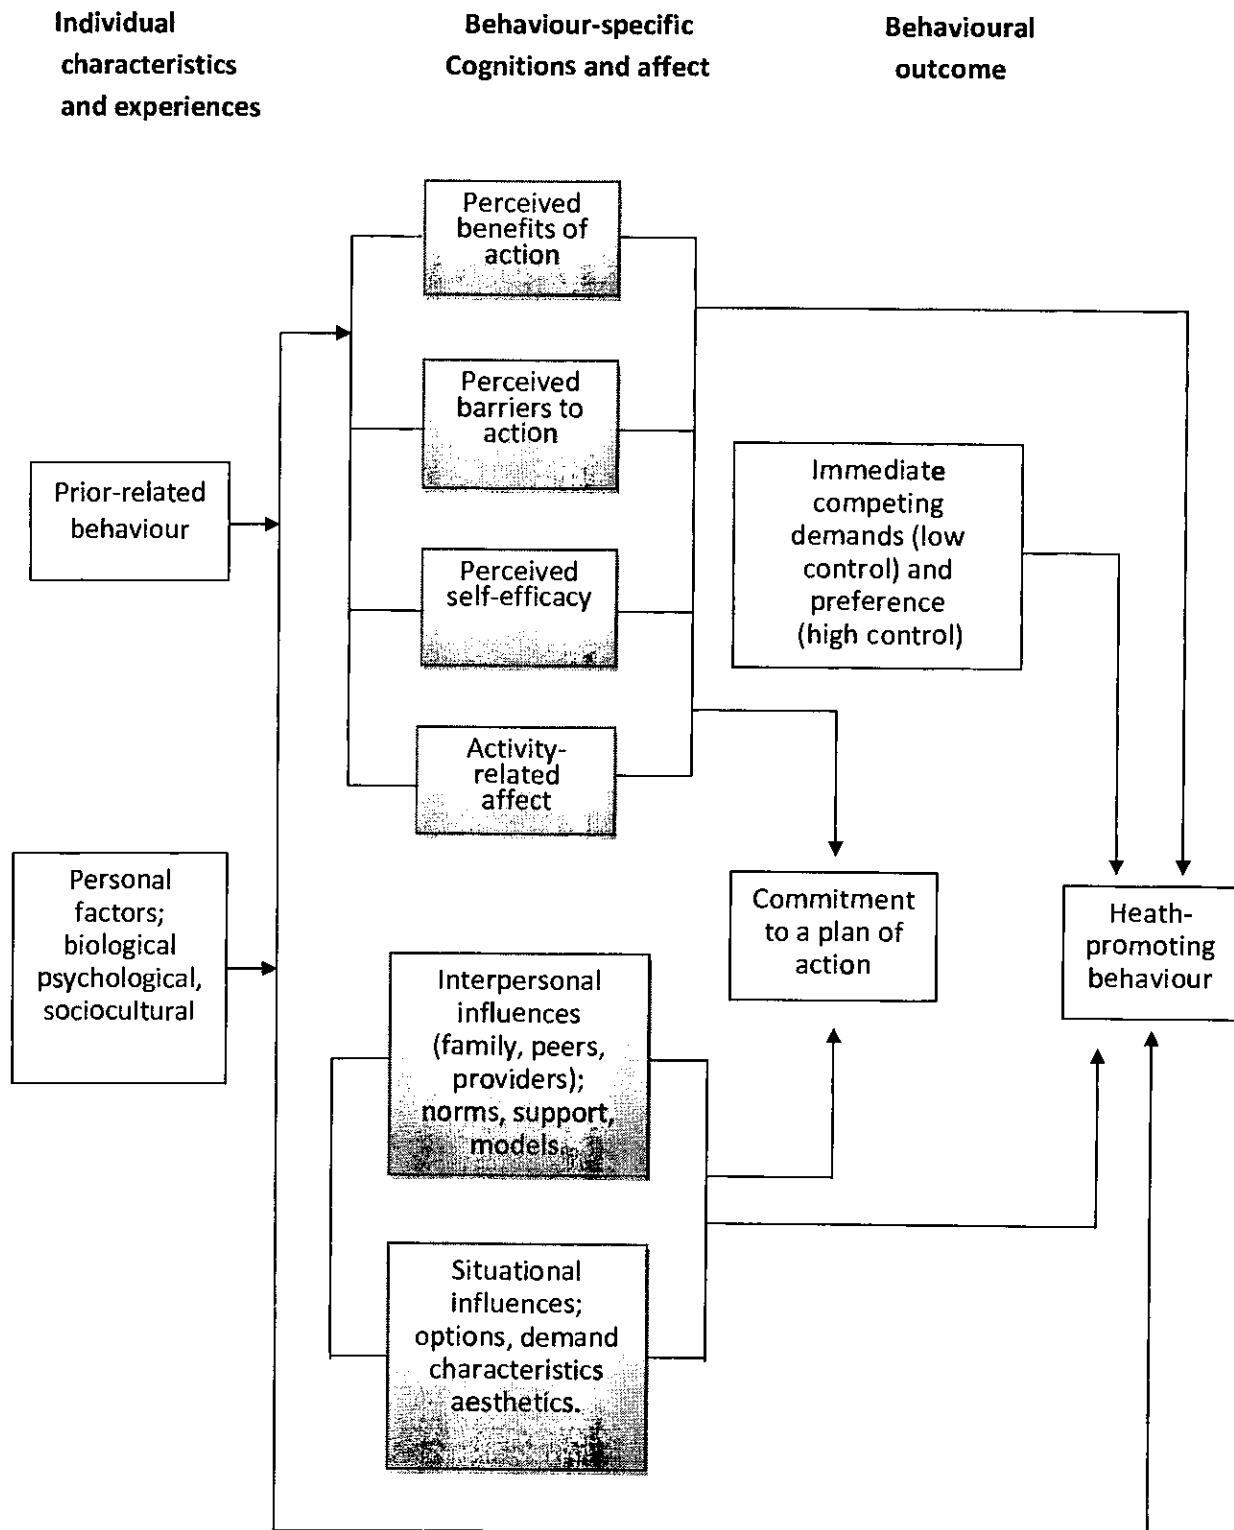 Individual
characteristics
and experiences
Behaviour-specific
Cognitions and affect
Behavioural
outcome
Perceived
benefits of
action
Perceived
barriers to
action
Prior-related
behaviour
Immediate
competing
demands (low
control) and
preference
(high control)
Perceived
self-efficacy
Activity-
related
affect
Personal
factors;
biological
psychological,
sociocultural
Commitment
to a plan of
action
Heath-
promoting
behaviour
Interpersonal
influences
(family, peers,
providers);
norms, support,
models.
Situational
influences;
options, demand
characteristics
aesthetics.